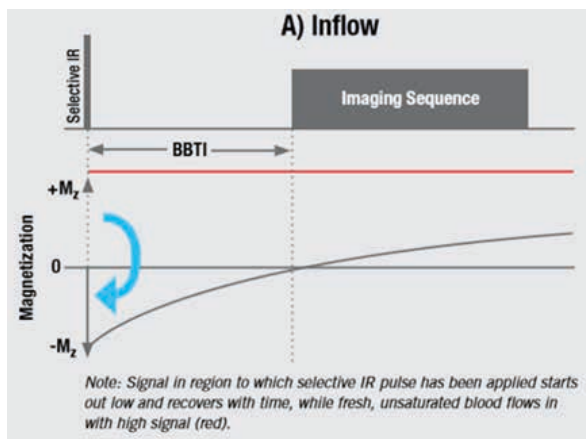 A) Inflow
Selective IR
Imaging Sequence
BBTI
+Mz
Magnetization
0
-Mz
Note: Signal in region to which selective IR pulse has been applied starts
out low and recovers with time, while fresh, unsaturated blood flows in
with high signal (red).